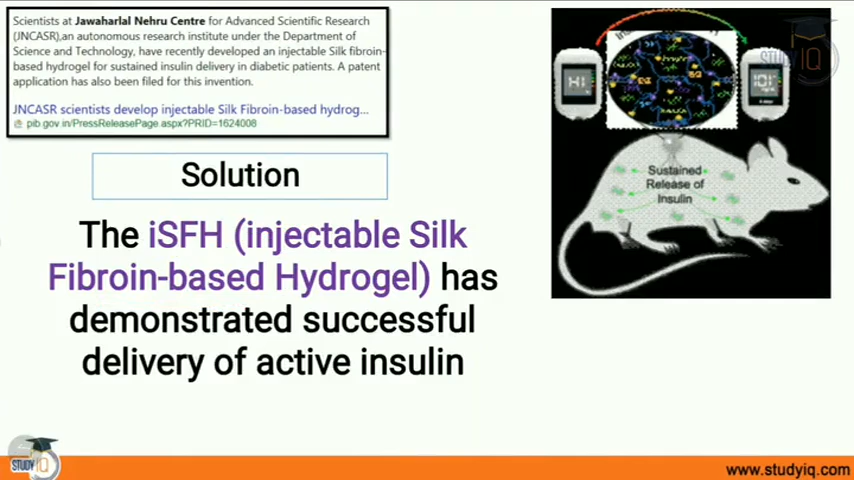 Scientists at Jawaharlal Nehru Centre for Advanced Scientific Research
(JNCASR),an autonomous research institute under the Department of
Science and Technology, have recently developed an injectable Silk fibroin-
based hydrogel for sustained insulin delivery in diabetic patients. A patent
application has also been filed for this invention.
JNCASR scientists develop injectable Silk Fibroin-based hydrog...
pib.gov.in/PressReleasePage.aspx?PRID=1624008
Solution
The iSFH (injectable Silk
Fibroin-based Hydrogel) has
demonstrated successful
delivery of active insulin
HI
101
STUDY IQ
Sustained
Release of
Insulin
STUDY IQ
www.studyiq.com